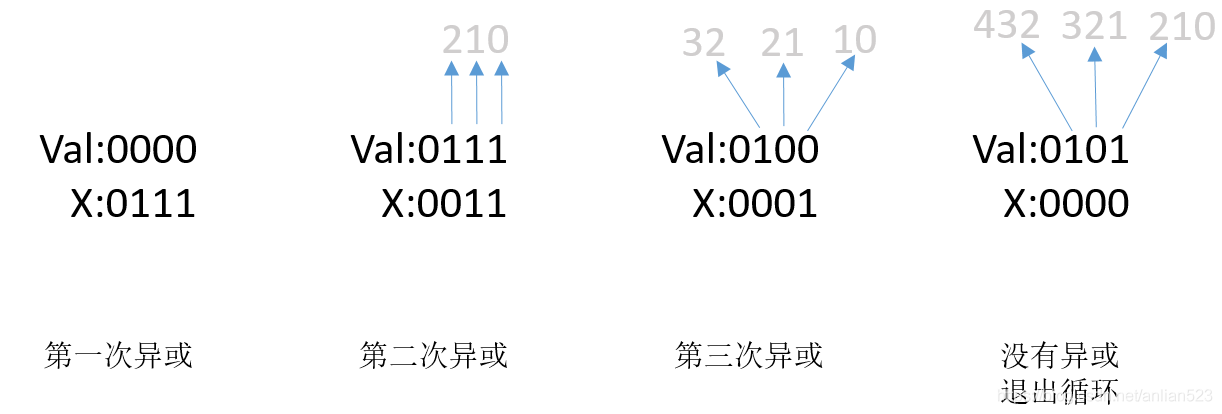 210
32 21 10
432 321 210
Val:0000 Val:0111 Val:0100 Val:0101
X:0111 X:0011 X:0001 X:0000
第一次异或 第二次异或 第三次异或 没有异或
退出循环
net/anlian523